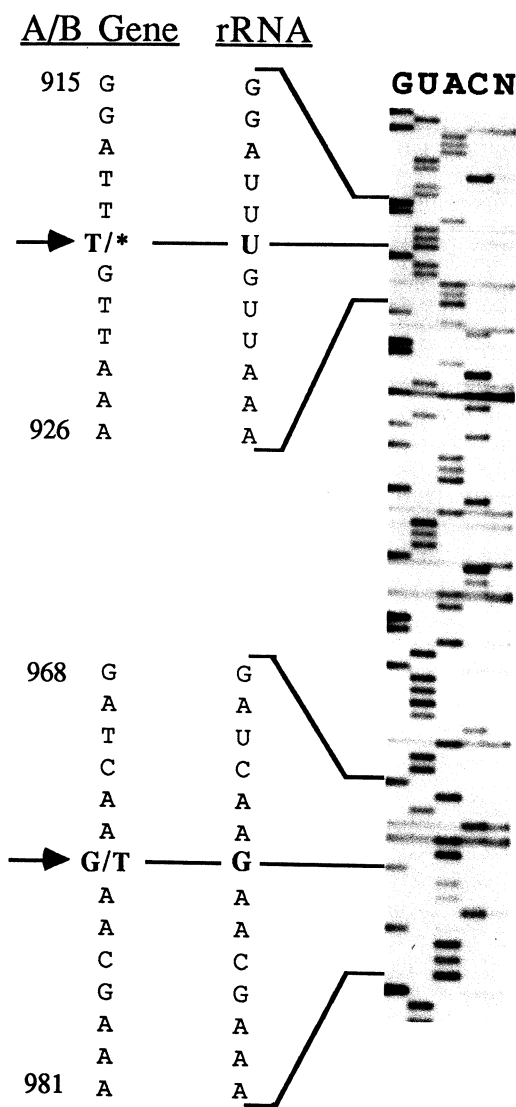 A/B Gene rRNA
GUACN
915 G G
G G
A A
T U
T U
T/* U
G G
T U
T U
A A
A A
926 A A
968 G G
A A
T U
C C
A A
A A
G/T G
A A
A A
C C
G G
A A
A A
981 A A